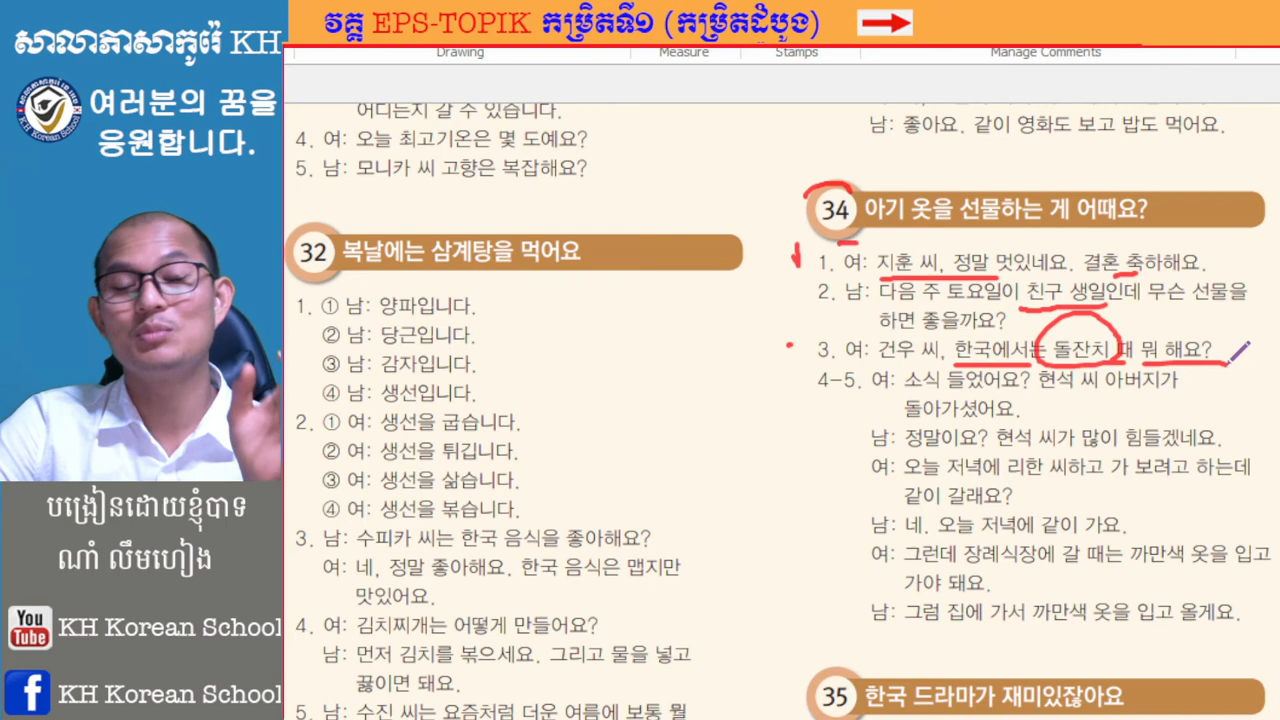 សាលាភាសាកូរ៉េ KH
여러분의 꿈을
응원합니다.
បង្រៀនដោយខ្ញុំបាទ
ណាំ លឹមហៀង
You
Tube
KH Korean School
f
KH Korean School
វគ្គ EPS-TOPIK កម្រិតទី១ (កម្រិតដំបូង)
Drawing
Measure
Stamps
Manage Comments
어디든지 갈 수 있습니다.
4. 여: 오늘 최고기온은 몇 도예요?
5. 남: 모니카 씨 고향은 복잡해요?
32 복날에는 삼계탕을 먹어요
1. ① 남: 양파입니다.
② 남: 당근입니다.
③ 남: 감자입니다.
④ 남: 생선입니다.
2. ① 여: 생선을 굽습니다.
② 여: 생선을 튀깁니다.
③ 여: 생선을 삶습니다.
④ 여: 생선을 볶습니다.
3. 남: 수피카 씨는 한국 음식을 좋아해요?
여: 네, 정말 좋아해요. 한국 음식은 맵지만
맛있어요.
4. 여: 김치찌개는 어떻게 만들어요?
남: 먼저 김치를 볶으세요. 그리고 물을 넣고
끓이면 돼요.
5. 남: 수진 씨는 요즘처럼 더운 여름에 보통 뭘
남: 좋아요. 같이 영화도 보고 밥도 먹어요.
34 아기 옷을 선물하는 게 어때요?
1. 여: 지훈 씨, 정말 멋있네요. 결혼 축하해요.
2. 남: 다음 주 토요일이 친구 생일인데 무슨 선물을
하면 좋을까요?
3. 여: 건우 씨, 한국에서는 돌잔치 때 뭐 해요?
4-5. 여: 소식 들었어요? 현석 씨 아버지가
돌아가셨어요.
남: 정말이요? 현석 씨가 많이 힘들겠네요.
여: 오늘 저녁에 리한 씨하고 가 보려고 하는데
같이 갈래요?
남: 네. 오늘 저녁에 같이 가요.
여: 그런데 장례식장에 갈 때는 까만색 옷을 입고
가야 돼요.
남: 그럼 집에 가서 까만색 옷을 입고 올게요.
35 한국 드라마가 재미있잖아요